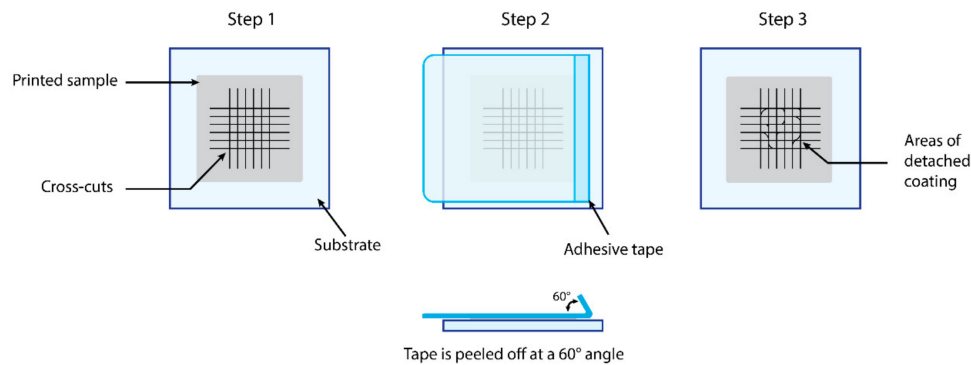 Step 1
Step 2
Step 3
Printed sample
Cross-cuts
Substrate
Adhesive tape
Areas of
detached
coating
60°
Tape is peeled off at a 60° angle